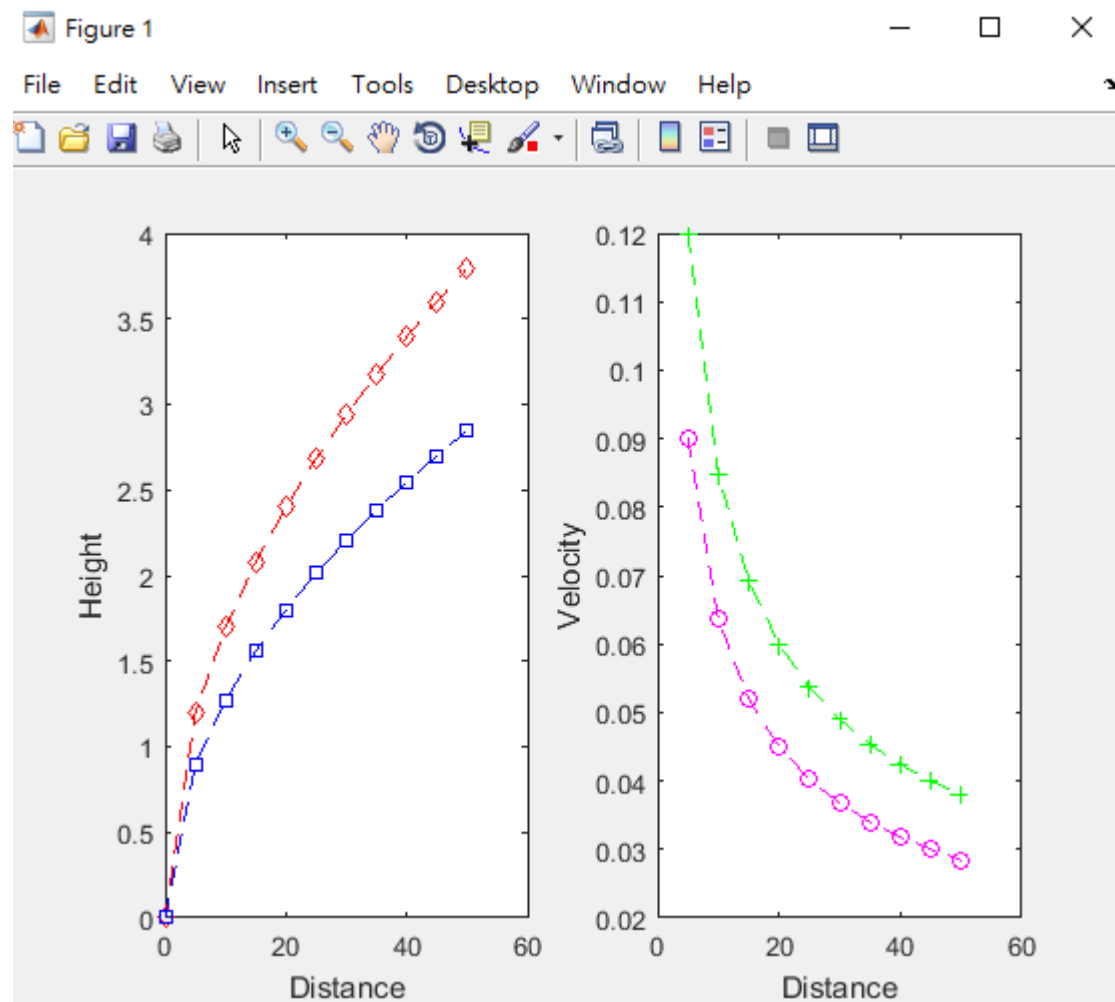 Figure 1
File Edit View Insert Tools Desktop Window Help
4
3.5
3
2.5
2
1.5
1
0.5
0
Height
0 20 40 60
Distance
0.12
0.11
0.1
0.09
0.08
0.07
0.06
0.05
0.04
0.03
0.02
Velocity
0 20 40 60
Distance